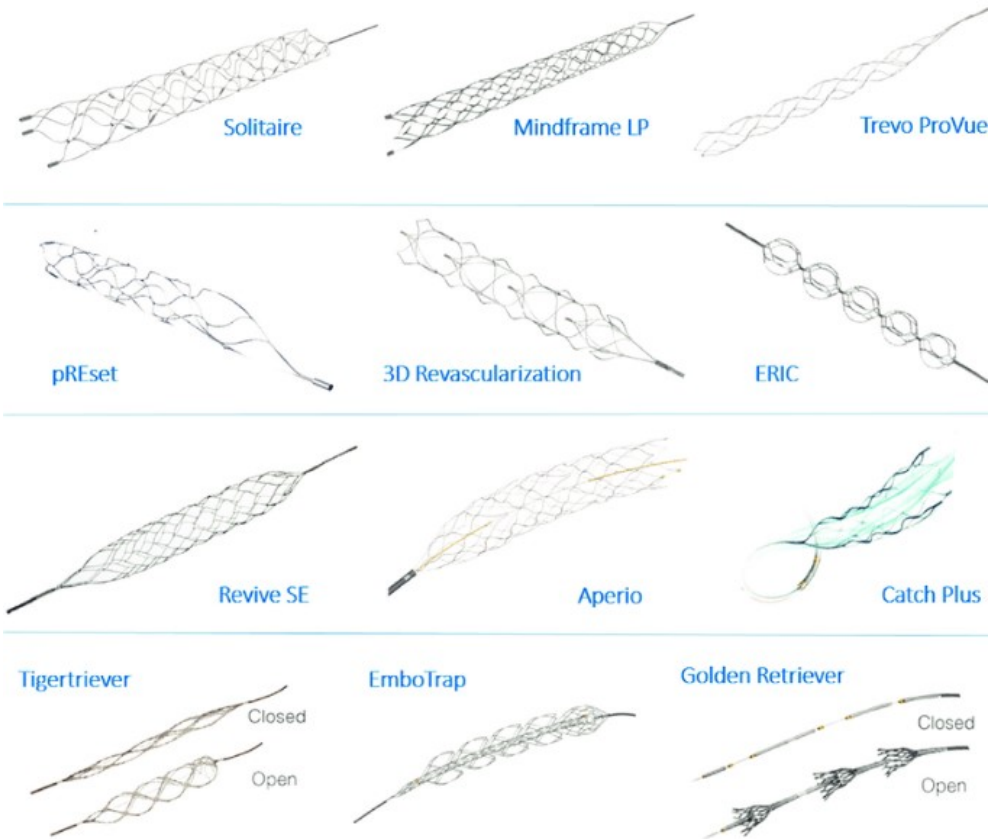 Solitaire
Mindframe LP
Trevo ProVue
pREset
3D Revascularization
ERIC
Revive SE
Aperio
Catch Plus
Tigertriever
Closed
Open
EmboTrap
Golden Retriever
Closed
Open